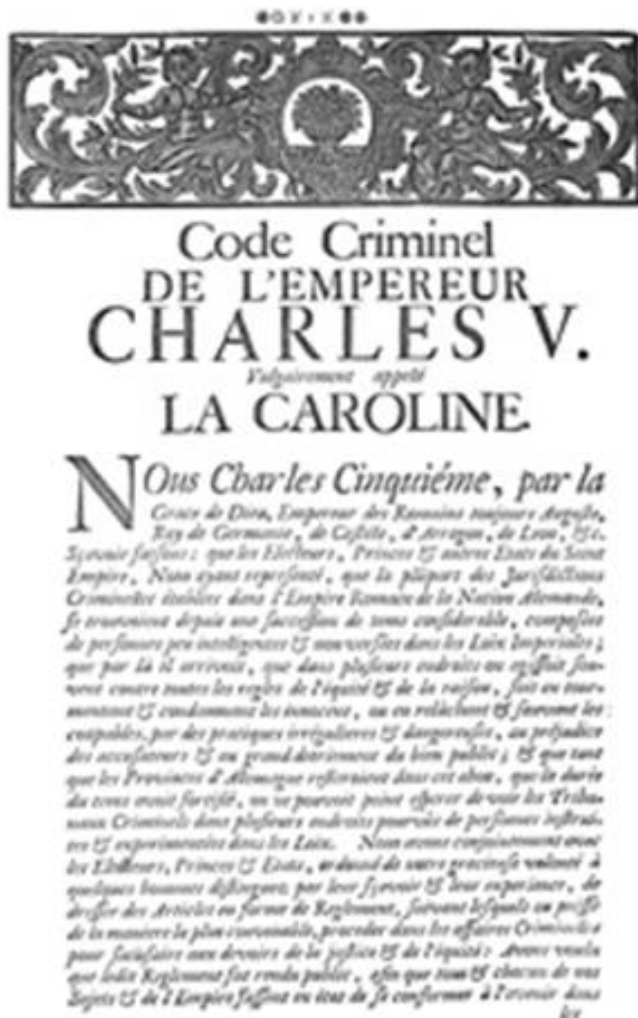 Code Criminel
DE L'EMPEREUR
CHARLES V.
Vulgairement appelé
LA CAROLINE.
NOus Charles Cinquiéme, par la
Grace de Dieu, Empereur des Romains toujours Auguste,
Roy de Germanie, de Castile, d'Arragon, de Leon, &c.
Sçavoir faisons: que les Electeurs, Princes & autres Etats du Saint
Empire, Nous ayant representé, que la plûpart des Jurisdictions
Criminelles établies dans l'Empire Romain de la Nation Allemande,
se trouvoient depuis une succession de tems considerable, composées
de personnes peu intelligentes & non versées dans les Loix Imperiales;
que par là il arrivoit, que dans plusieurs endroits on agissoit sou-
vent contre toutes les regles de l'équité & de la raison, soit en tour-
mentant & condamnant les innocens, ou en relâchant & sauvant les
coupables, par des pratiques irrégulieres & dangereuses, au préjudice
des accusateurs & au grand detriment du bien public; & que tant
que les Provinces d'Alemagne resteroient dans cet abus, que la durée
du tems avoit fortifié, on ne pouvoit point esperer de voir les Tribu-
naux Criminels dans plusieurs endroits pourvûs de personnes instrui-
tes & experimentées dans les Loix. Nous avons conjointement avec
les Electeurs, Princes & Etats, ordonné de notre gracieuse volonté à
quelques hommes distinguez par leur sçavoir & leur experience, de
dresser des Articles en forme de Reglement, suivant lesquels on puisse
de la maniere la plus convenable, proceder dans les affaires Criminelles
pour satisfaire aux devoirs de la justice & de l'équité: Avons voulu
que ledit Reglement fut rendu public, afin que tous & chacun de nos
Sujets & de l'Empire fussent en état de se conformer à l'avenir dans
les